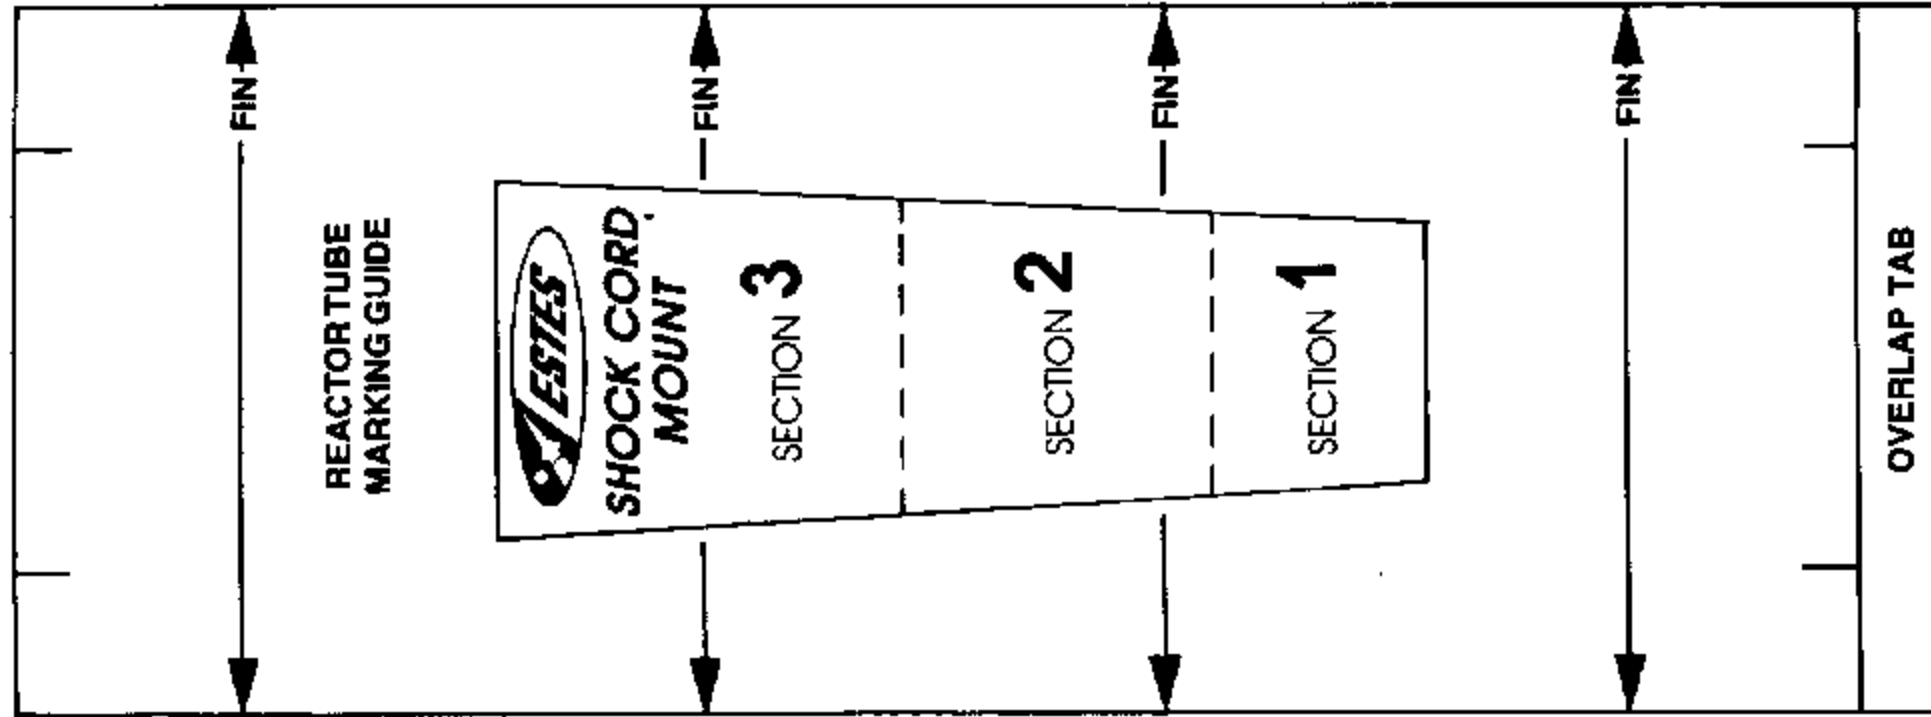 FIN
FIN
FIN
FIN
REACTOR TUBE
MARKING GUIDE
ESTES
SHOCK CORD
MOUNT
SECTION 3
SECTION 2
SECTION 1
OVERLAP TAB